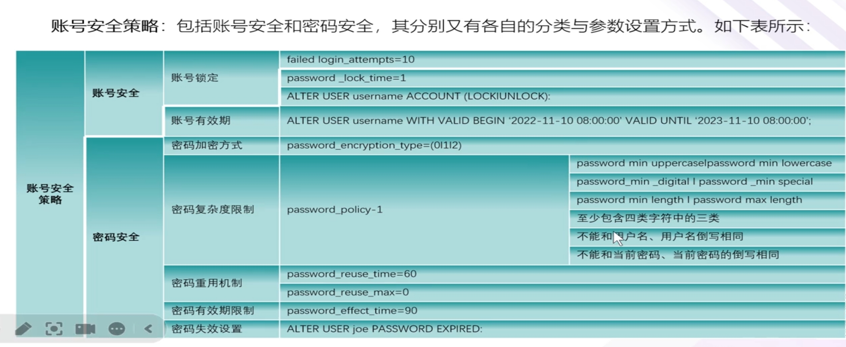 账号安全策略：包括账号安全和密码安全，其分别又有各自的分类与参数设置方式。如下表所示：
账号安全策略
账号安全
账号锁定
failed login_attempts=10
password _lock_time=1
ALTER USER username ACCOUNT (LOCKIUNLOCK):
账号有效期
ALTER USER username WITH VALID BEGIN '2022-11-10 08:00:00' VALID UNTIL '2023-11-10 08:00:00';
密码安全
密码加密方式
password_encryption_type=(0I1I2)
密码复杂度限制
password_policy-1
password min uppercaselpassword min lowercase
password_min _digital I password _min special
password min length I password max length
至少包含四类字符中的三类
不能和用户名、用户名倒写相同
不能和当前密码、当前密码的倒写相同
密码重用机制
password_reuse_time=60
password_reuse_max=0
密码有效期限制
password_effect_time=90
密码失效设置
ALTER USER joe PASSWORD EXPIRED: